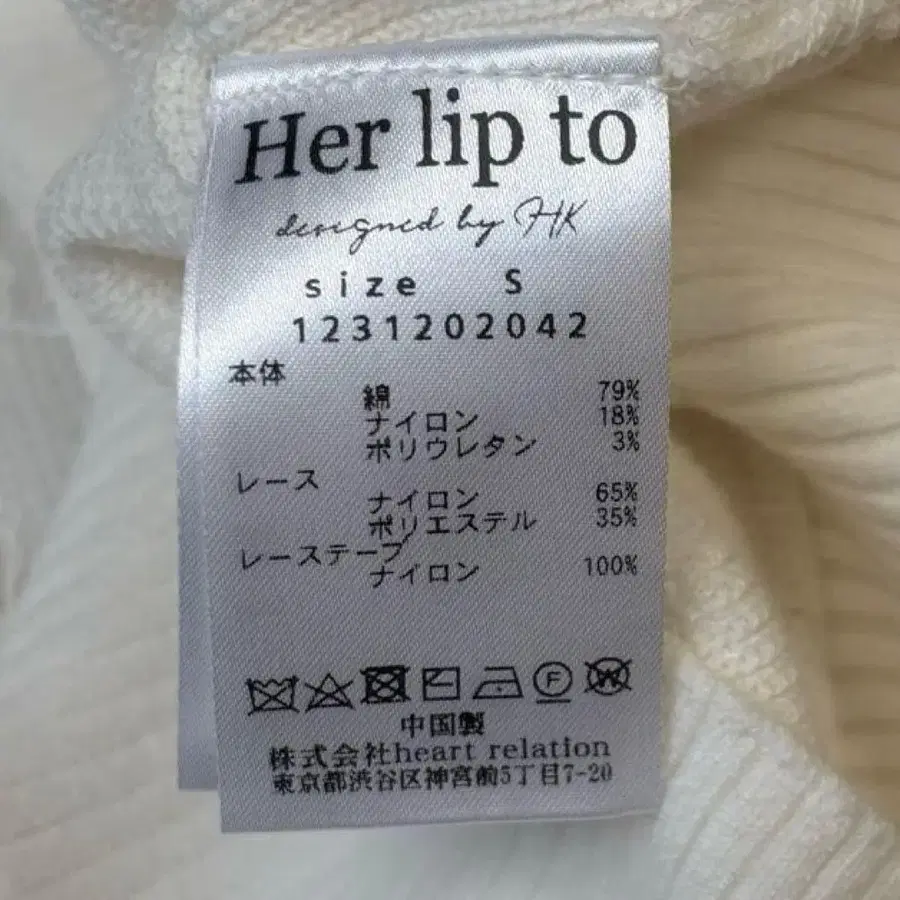 Her lip to
designed by HK
size S
1231202042
本体
綿 79%
ナイロン 18%
ポリウレタン 3%
レース
ナイロン 65%
ポリエステル 35%
レーステープ
ナイロン 100%
F W
中国製
株式会社heart relation
東京都渋谷区神宮前5丁目7-20